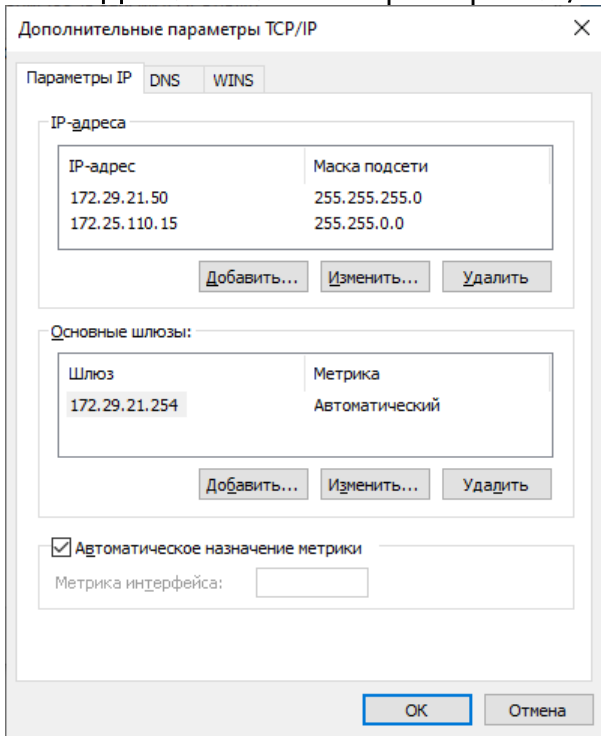 Дополнительные параметры TCP/IP
Параметры IP DNS WINS
IP-адреса
IP-адрес Маска подсети
172.29.21.50 255.255.255.0
172.25.110.15 255.255.0.0
Добавить... Изменить... Удалить
Основные шлюзы:
Шлюз Метрика
172.29.21.254 Автоматический
Добавить... Изменить... Удалить
Автоматическое назначение метрики
Метрика интерфейса:
OK Отмена